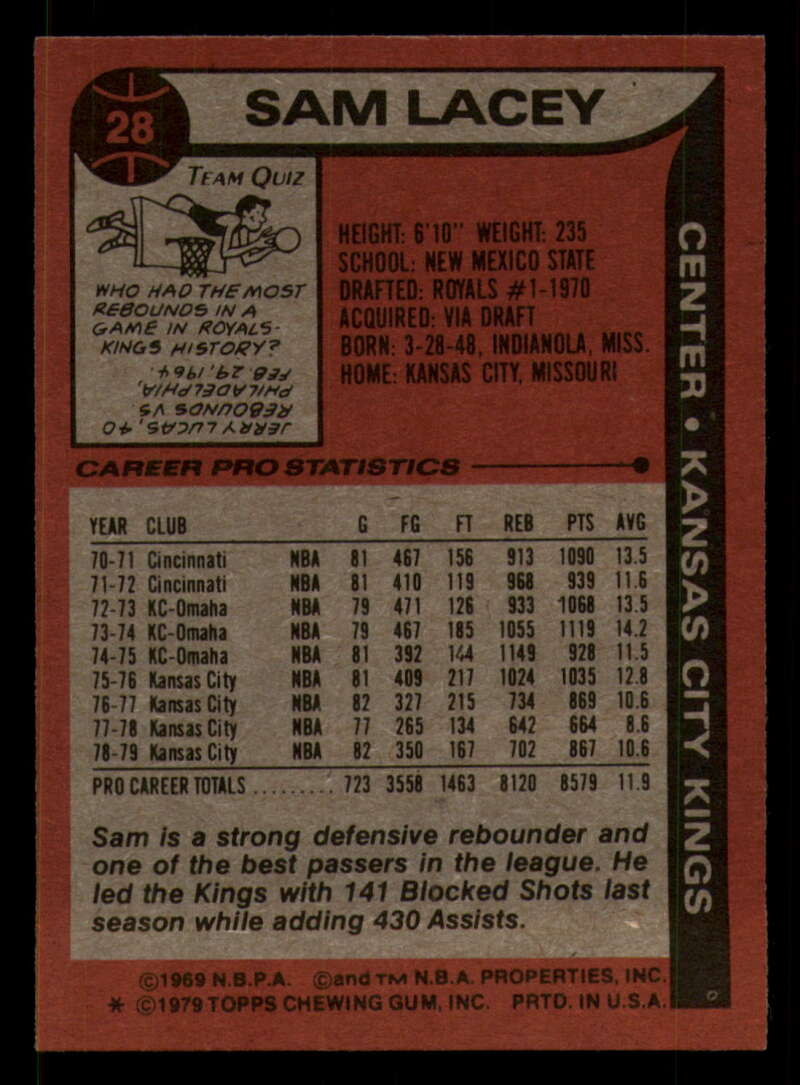 28
SAM LACEY
TEAM QUIZ
WHO HAD THE MOST
REBOUNDS IN A
GAME IN ROYALS-
KINGS HISTORY?
JERRY LUCAS, 40
REBOUNDS VS
PHILADELPHIA,
FEB. 29, 1964.
HEIGHT: 6'10" WEIGHT: 235
SCHOOL: NEW MEXICO STATE
DRAFTED: ROYALS #1-1970
ACQUIRED: VIA DRAFT
BORN: 3-28-48, INDIANOLA, MISS.
HOME: KANSAS CITY, MISSOURI
CENTER • KANSAS CITY KINGS
CAREER PRO STATISTICS
YEAR CLUB G FG FT REB PTS AVG
70-71 Cincinnati NBA 81 467 156 913 1090 13.5
71-72 Cincinnati NBA 81 410 119 968 939 11.6
72-73 KC-Omaha NBA 79 471 126 933 1068 13.5
73-74 KC-Omaha NBA 79 467 185 1055 1119 14.2
74-75 KC-Omaha NBA 81 392 144 1149 928 11.5
75-76 Kansas City NBA 81 409 217 1024 1035 12.8
76-77 Kansas City NBA 82 327 215 734 869 10.6
77-78 Kansas City NBA 77 265 134 642 664 8.6
78-79 Kansas City NBA 82 350 167 702 867 10.6
PRO CAREER TOTALS ......... 723 3558 1463 8120 8579 11.9
Sam is a strong defensive rebounder and
one of the best passers in the league. He
led the Kings with 141 Blocked Shots last
season while adding 430 Assists.
©1969 N.B.P.A. ©and TM N.B.A. PROPERTIES, INC.
* ©1979 TOPPS CHEWING GUM, INC. PRTD. IN U.S.A.